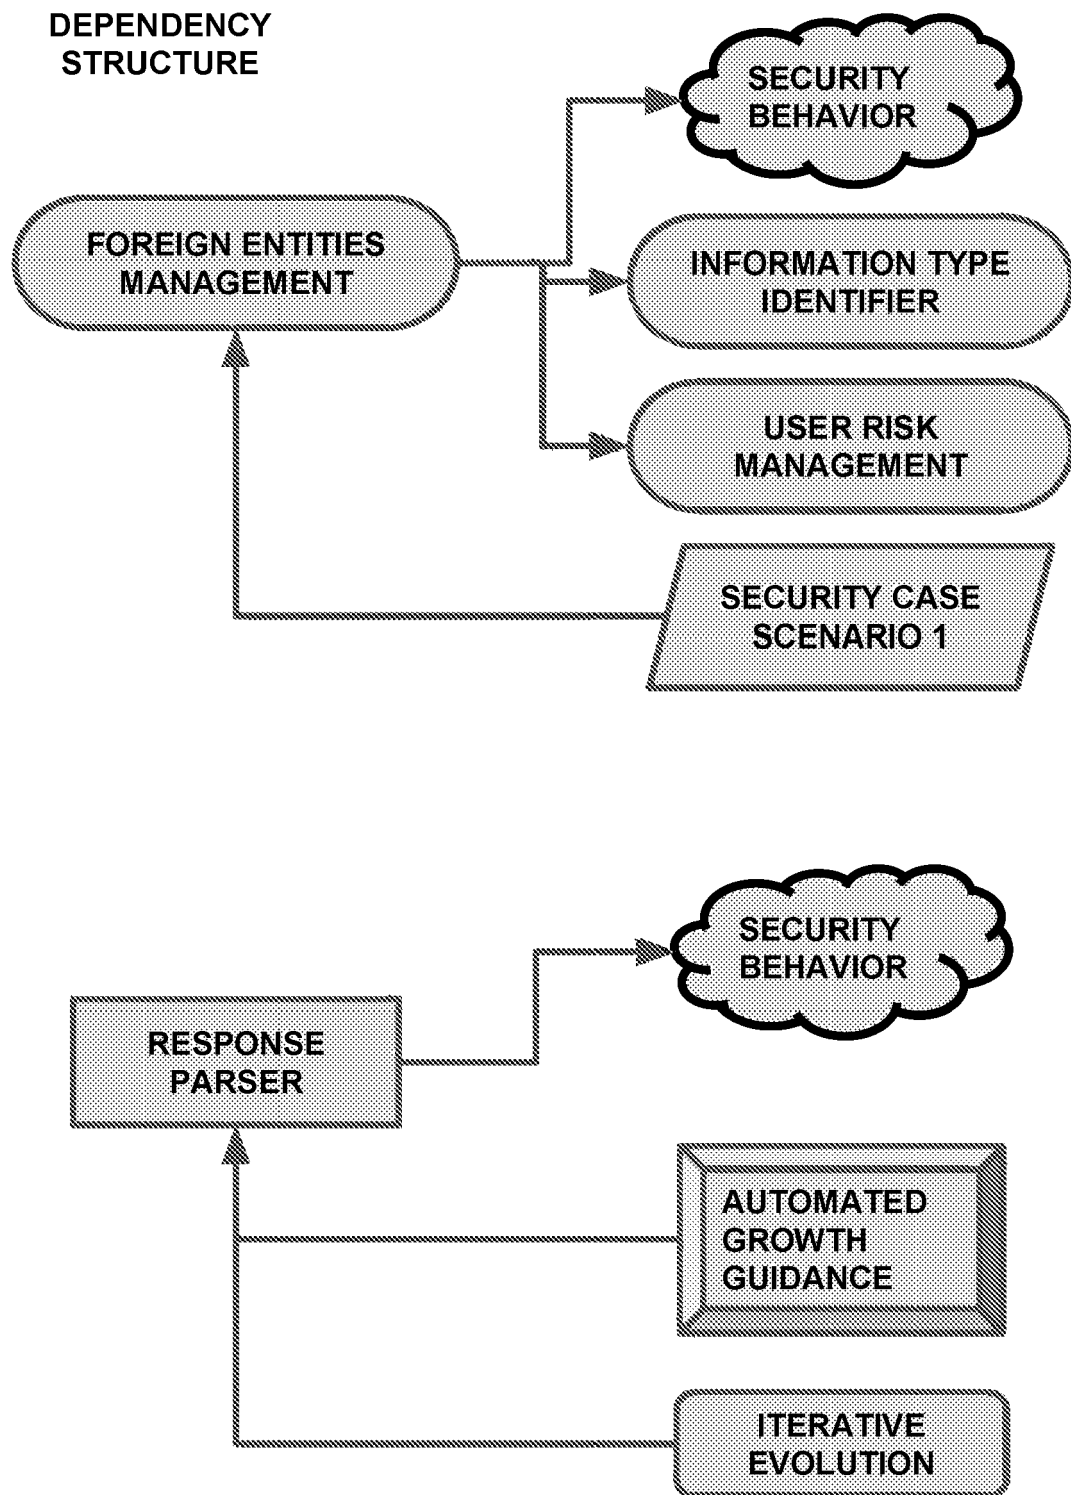 DEPENDENCY
STRUCTURE
SECURITY
BEHAVIOR
FOREIGN ENTITIES
MANAGEMENT
INFORMATION TYPE
IDENTIFIER
USER RISK
MANAGEMENT
SECURITY CASE
SCENARIO 1
SECURITY
BEHAVIOR
RESPONSE
PARSER
AUTOMATED
GROWTH
GUIDANCE
ITERATIVE
EVOLUTION